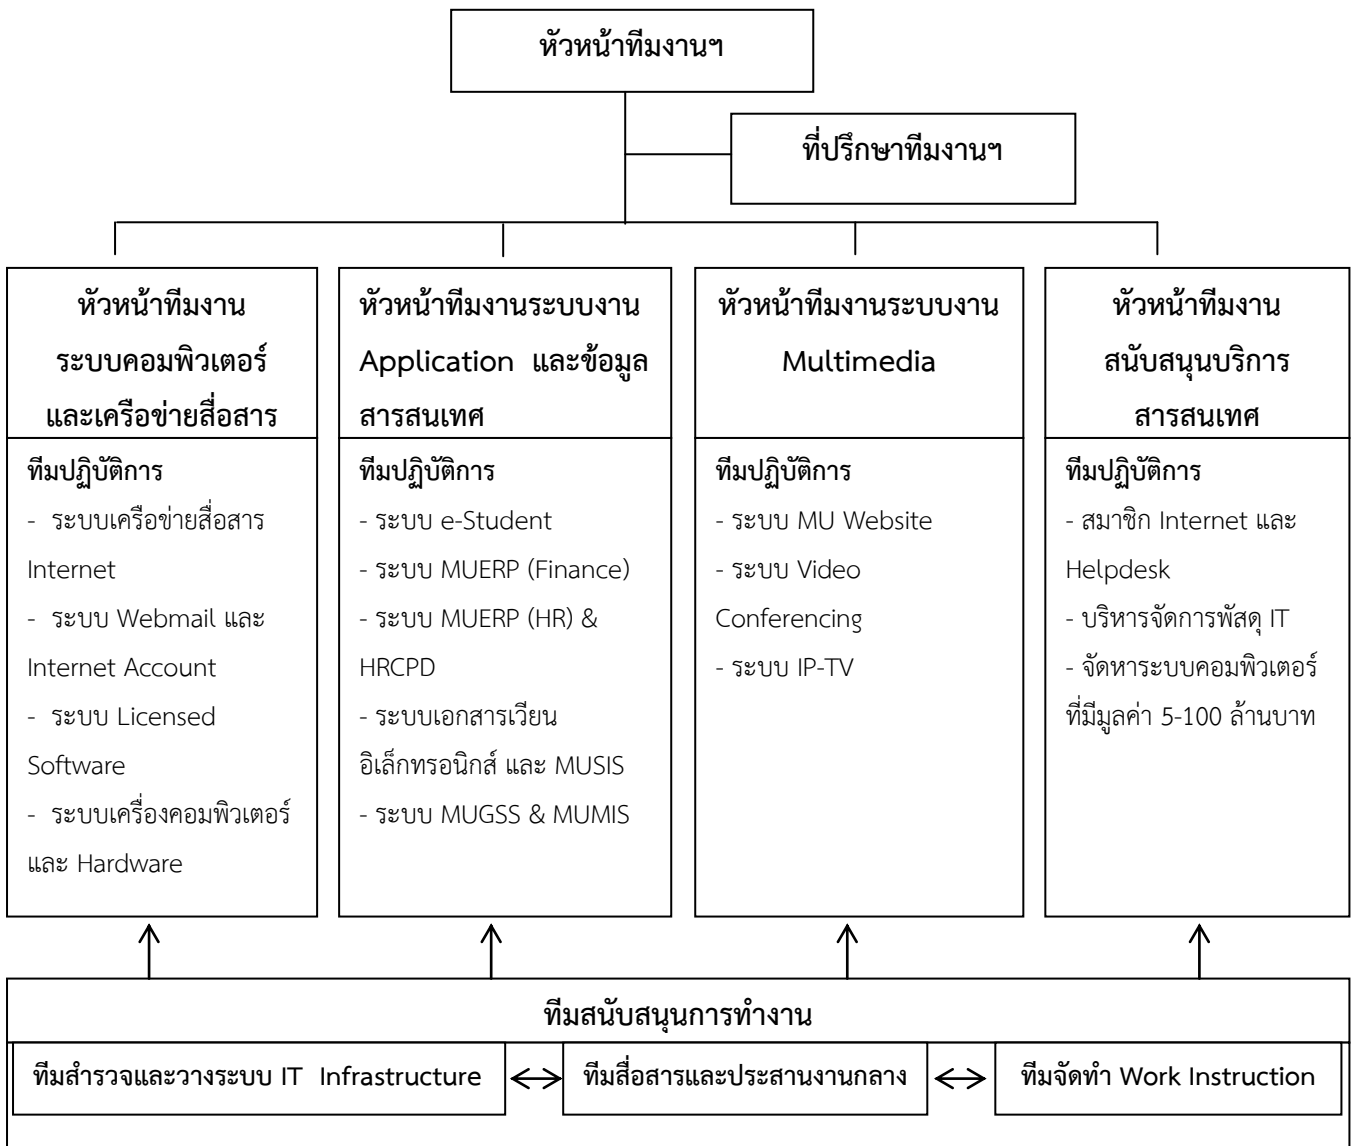 หัวหน้าทีมงานฯ
ที่ปรึกษาทีมงานฯ
หัวหน้าทีมงาน
ระบบคอมพิวเตอร์
และเครือข่ายสื่อสาร
ทีมปฏิบัติการ
- ระบบเครือข่ายสื่อสาร
Internet
- ระบบ Webmail และ
Internet Account
- ระบบ Licensed
Software
- ระบบเครื่องคอมพิวเตอร์
และ Hardware
หัวหน้าทีมงานระบบงาน
Application และข้อมูล
สารสนเทศ
ทีมปฏิบัติการ
- ระบบ e-Student
- ระบบ MUERP (Finance)
- ระบบ MUERP (HR) &
HRCPD
- ระบบเอกสารเวียน
อิเล็กทรอนิกส์ และ MUSIS
- ระบบ MUGSS & MUMIS
หัวหน้าทีมงานระบบงาน
Multimedia
ทีมปฏิบัติการ
- ระบบ MU Website
- ระบบ Video
Conferencing
- ระบบ IP-TV
หัวหน้าทีมงาน
สนับสนุนบริการ
สารสนเทศ
ทีมปฏิบัติการ
- สมาชิก Internet และ
Helpdesk
- บริหารจัดการพัสดุ IT
- จัดหาระบบคอมพิวเตอร์
ที่มีมูลค่า 5-100 ล้านบาท
ทีมสนับสนุนการทำงาน
ทีมสำรวจและวางระบบ IT Infrastructure
ทีมสื่อสารและประสานงานกลาง
ทีมจัดทำ Work Instruction